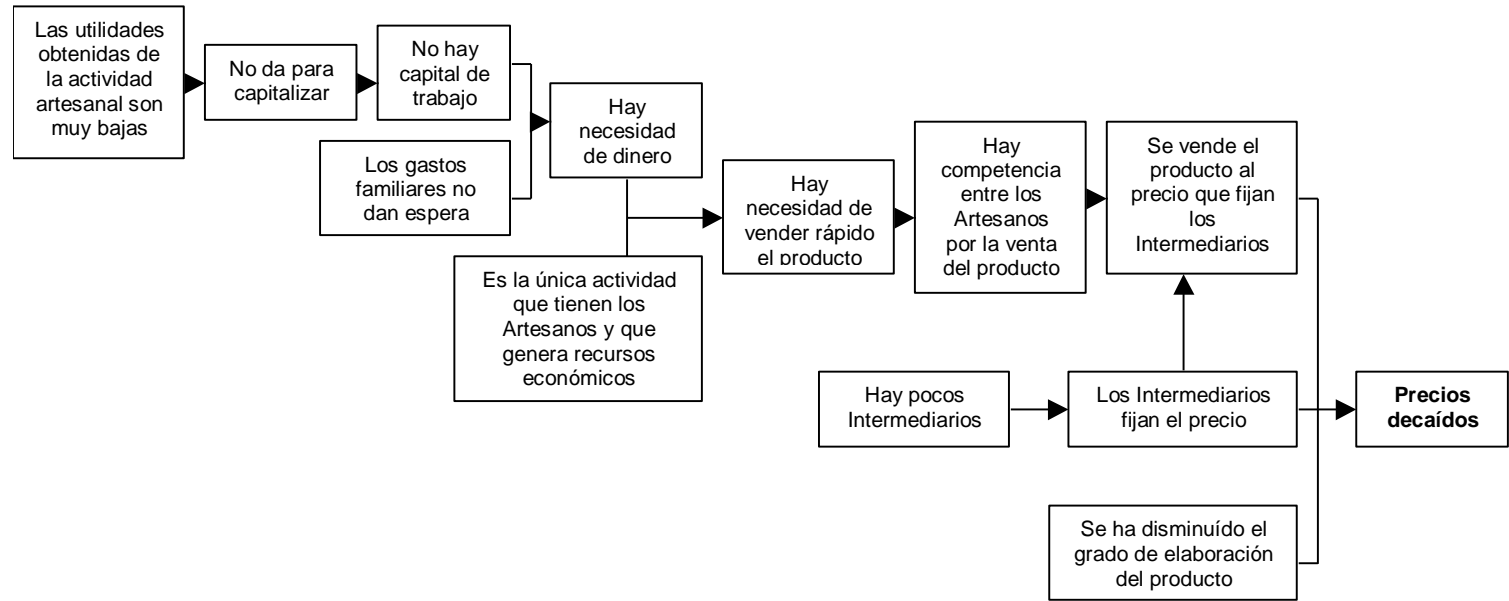 Las utilidades
obtenidas de
la actividad
artesanal son
muy bajas
No da para
capitalizar
No hay
capital de
trabajo
Los gastos
familiares no
dan espera
Hay
necesidad
de dinero
Es la única actividad
que tienen los
Artesanos y que
genera recursos
económicos
Hay
necesidad de
vender rápido
el producto
Hay
competencia
entre los
Artesanos
por la venta
del producto
Se vende el
producto al
precio que fijan
los
Intermediarios
Hay pocos
Intermediarios
Los Intermediarios
fijan el precio
Precios
decaídos
Se ha disminuído el
grado de elaboración
del producto